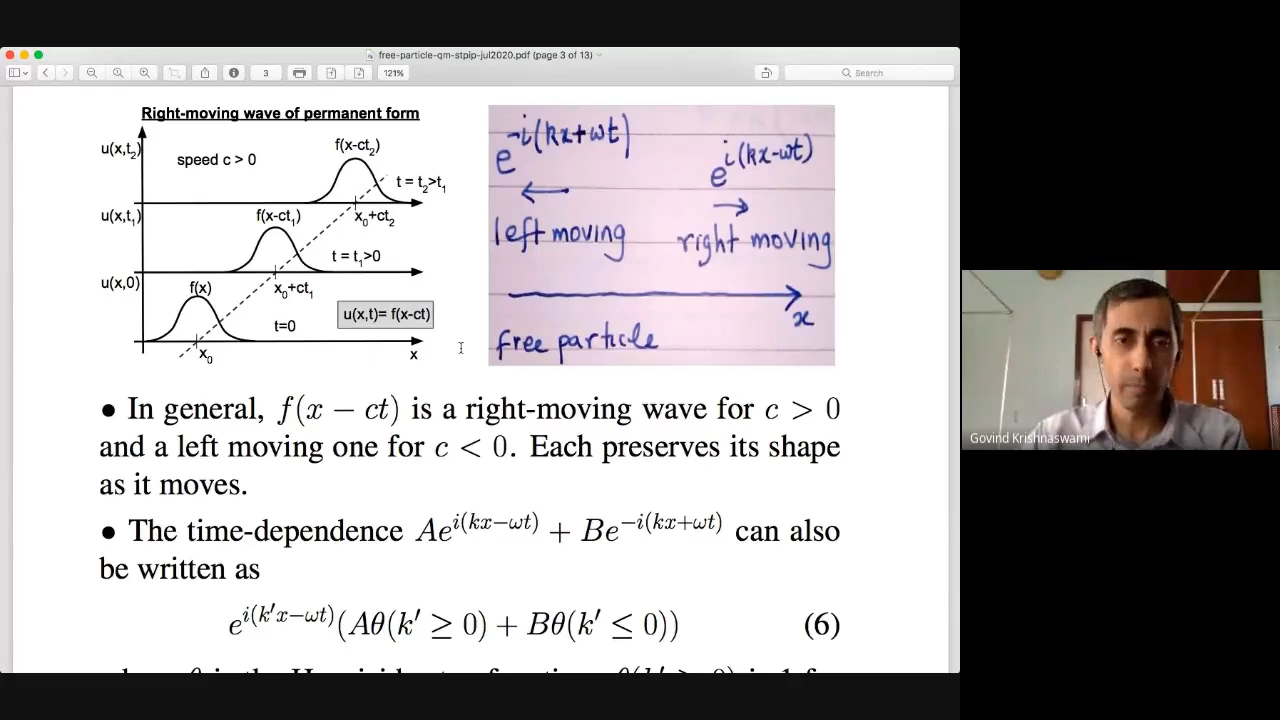 free-particle-qm-stpip-jul2020.pdf (page 3 of 13)
3
121%
Search
Right-moving wave of permanent form
u(x,t₂)
speed c > 0
f(x-ct₂)
t = t₂>t₁
u(x,t₁)
f(x-ct₁)
x₀+ct₂
t = t₁>0
u(x,0)
f(x)
x₀+ct₁
u(x,t)= f(x-ct)
t=0
x₀
x
e^{-i(kx+ωt)}
e^{i(kx-ωt)}
left moving
right moving
x
free particle
• In general, f(x − ct) is a right-moving wave for c > 0
and a left moving one for c < 0. Each preserves its shape
as it moves.
• The time-dependence Ae^{i(kx−ωt)} + Be^{−i(kx+ωt)} can also
be written as
e^{i(k′x−ωt)}(Aθ(k′ ≥ 0) + Bθ(k′ ≤ 0)) (6)
Govind Krishnaswami